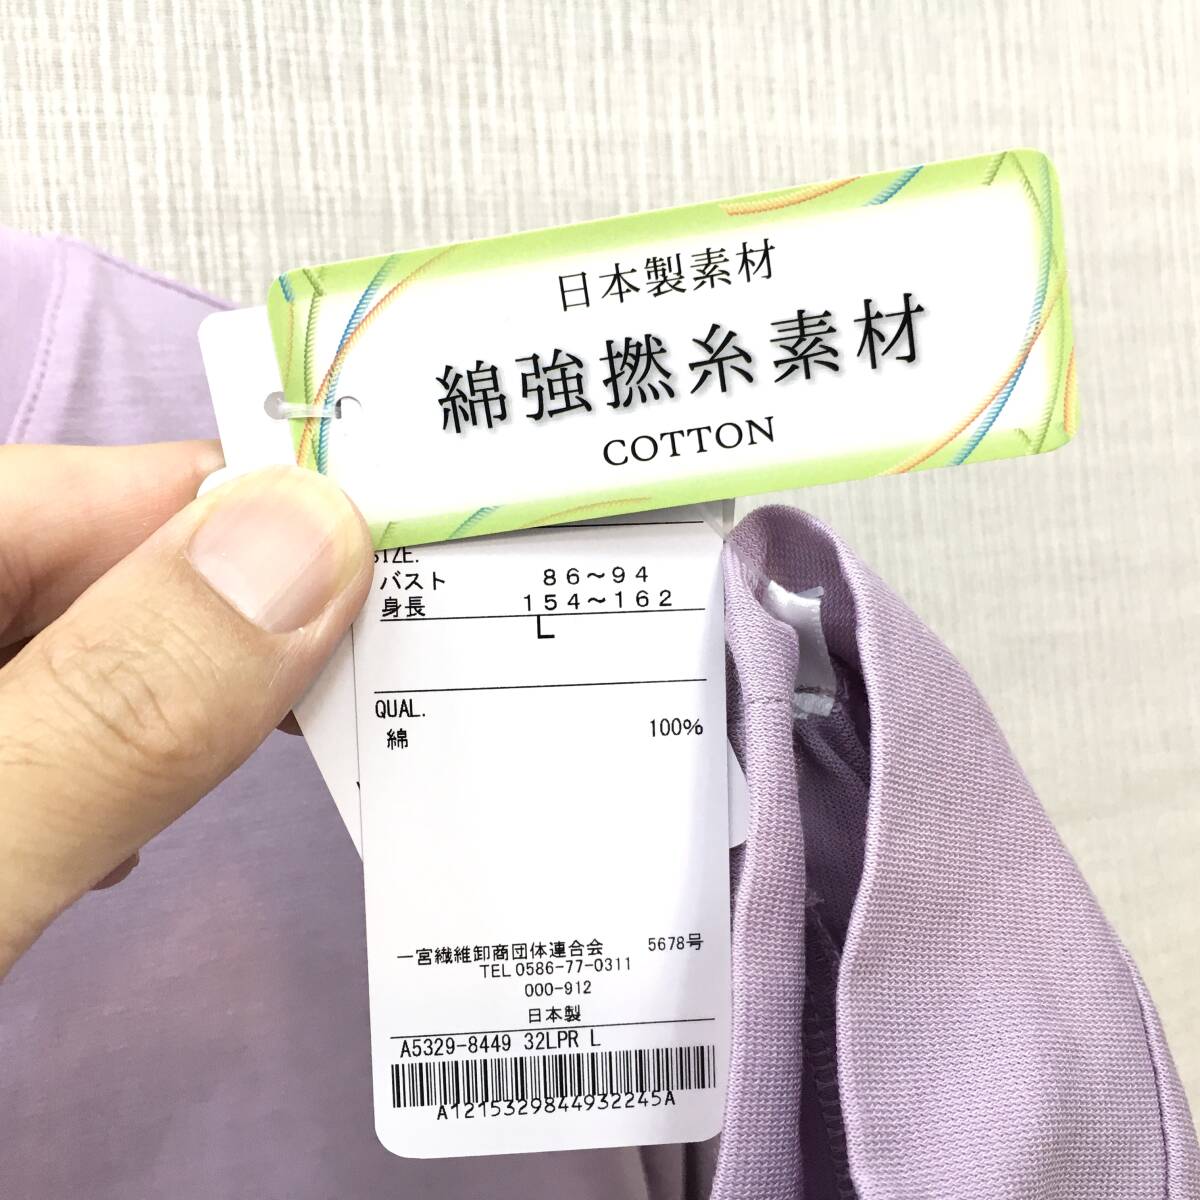 日本製素材
綿強撚糸素材
COTTON
SIZE.
バスト 86～94
身長 154～162
L
QUAL.
綿 100%
一宮繊維卸商団体連合会 5678号
TEL 0586-77-0311
000-912
日本製
A5329-8449 32LPR L
A1215329844932245A